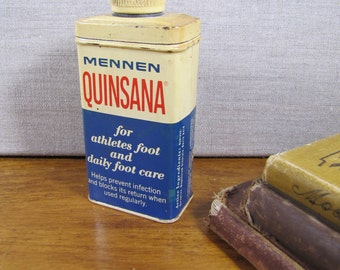 MENNEN
QUINSANA®
for
athletes foot
and
daily foot care
Helps prevent infection
and blocks its return when
used regularly.